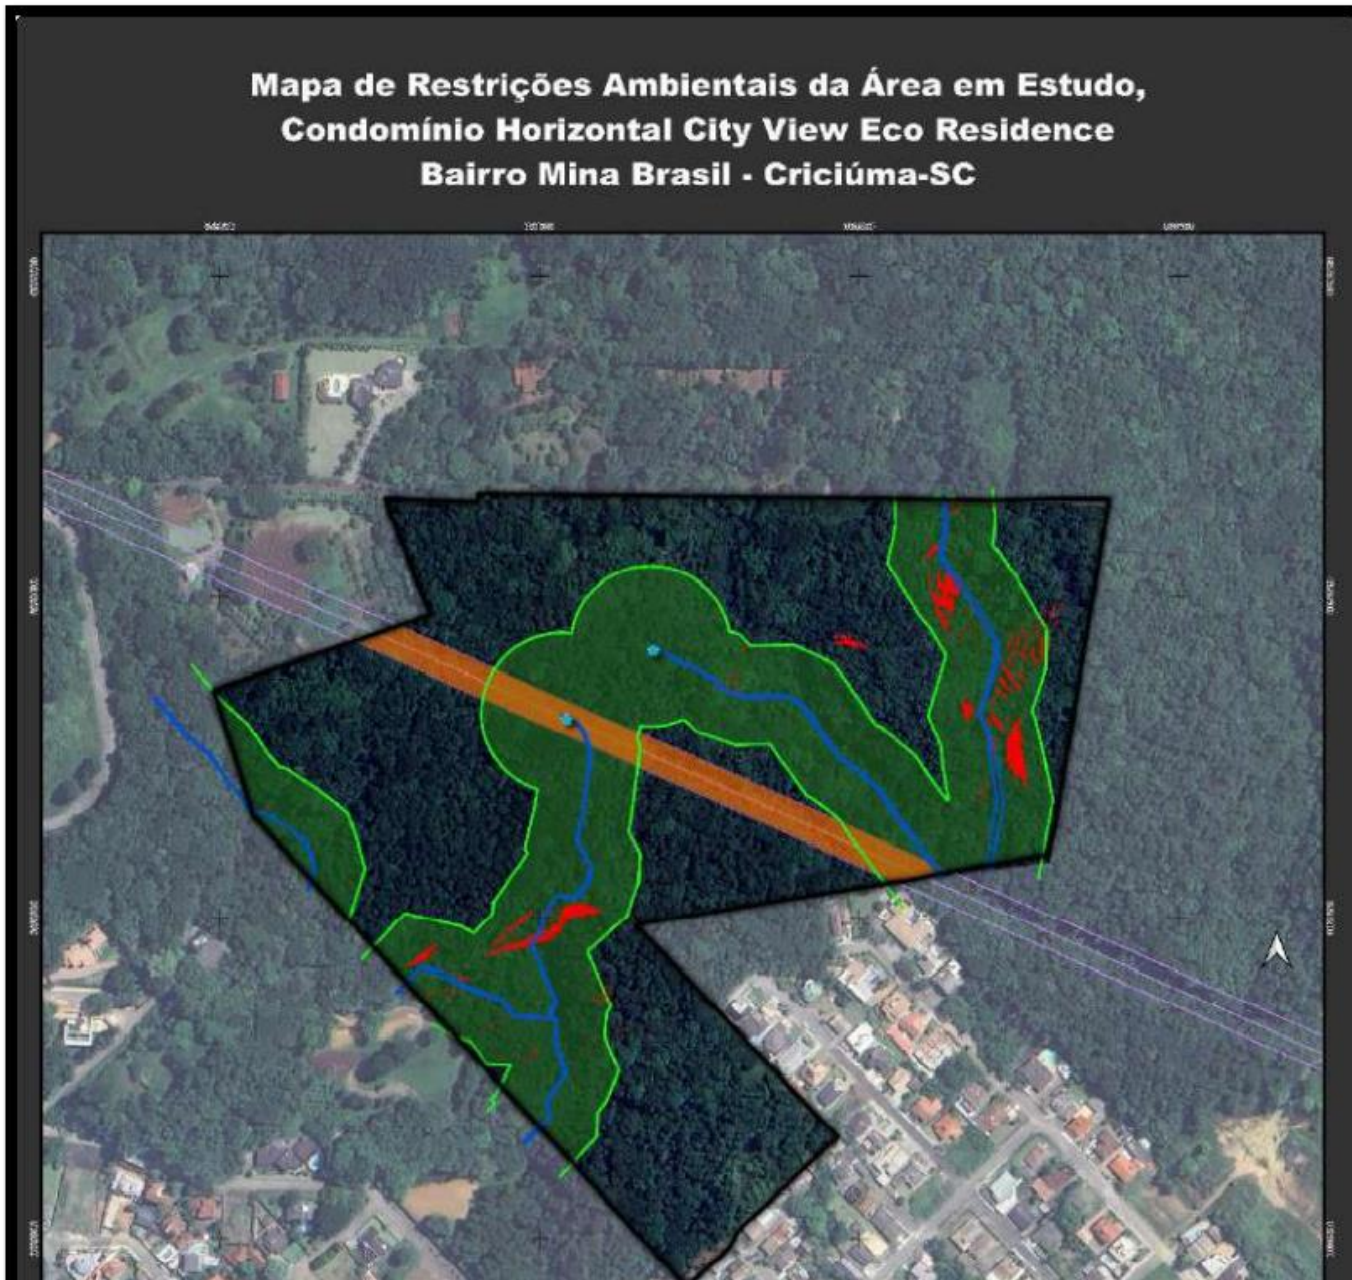 Mapa de Restrições Ambientais da Área em Estudo,
Condomínio Horizontal City View Eco Residence
Bairro Mina Brasil - Criciúma-SC